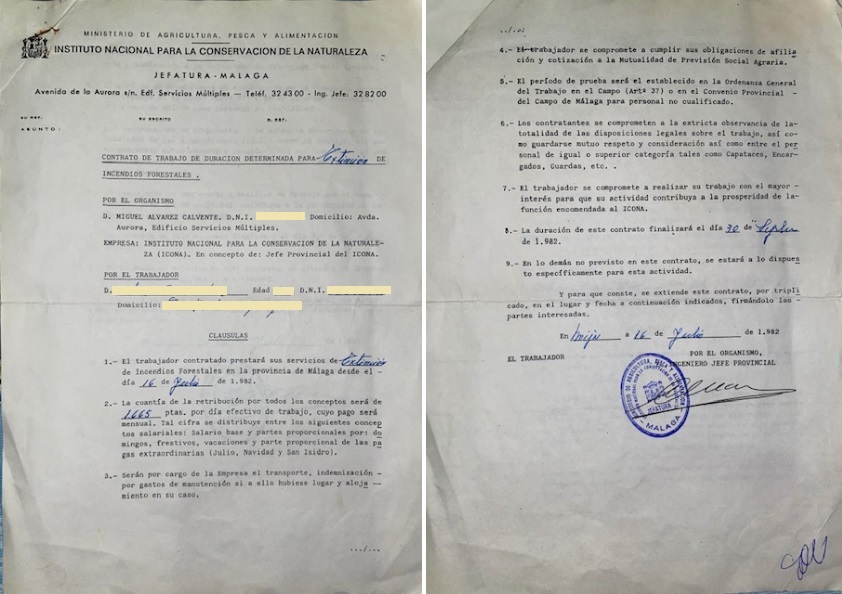 MINISTERIO DE AGRICULTURA, PESCA Y ALIMENTACION
INSTITUTO NACIONAL PARA LA CONSERVACION DE LA NATURALEZA
JEFATURA-MALAGA
Avenida de la Aurora s/n. Edf. Servicios Múltiples — Teléf. 32 43 00 - Ing. Jefe: 32 82 00
SU REF. SU ESCRITO N. REF.
ASUNTO:
CONTRATO DE TRABAJO DE DURACION DETERMINADA PARA Extinción DE
INCENDIOS FORESTALES .
POR EL ORGANISMO
D. MIGUEL ALVAREZ CALVENTE. D.N.I. Domicilio: Avda.
Aurora, Edificio Servicios Múltiples.
EMPRESA: INSTITUTO NACIONAL PARA LA CONSERVACION DE LA NATURALE-
ZA (ICONA). En concepto de: Jefe Provincial del ICONA.
POR EL TRABAJADOR
D. Edad D.N.I.
Domicilio:
CLAUSULAS
1.- El trabajador contratado prestará sus servicios de Extinción
de Incendios Forestales en la provincia de Málaga desde el -
día 16 de Julio de 1.982.
2.- La cuantía de la retribución por todos los conceptos será de
1.665 ptas. por día efectivo de trabajo, cuyo pago será
mensual. Tal cifra se distribuye entre los siguientes concep
tos salariales: Salario base y partes proporcionales por: do
mingos, frestivos, vacaciones y parte proporcional de las pa
gas extraordinarias (Julio, Navidad y San Isidro).
3.- Serán por cargo de la Empresa el transporte, indemnización -
por gastos de manutención si a ello hubiese lugar y aloja —
miento en su caso.
.../...
../..
4.- El trabajador se compromete a cumplir sus obligaciones de afilia
ción y cotización a la Mutualidad de Previsión Social Agraria.
5.- El período de prueba será el establecido en la Ordenanza General
del Trabajo en el Campo (Artº 37) o en el Convenio Provincial -
del Campo de Málaga para personal no cualificado.
6.- Los contratantes se comprometen a la extricta observancia de la-
totalidad de las disposiciones legales sobre el trabajo, así co-
mo guardarse mutuo respeto y consideración así como entre el per
sonal de igual o superior categoría tales como Capataces, Encar-
gados, Guardas, etc. .
7.- El trabajador se compromete a realizar su trabajo con el mayor -
interés para que su actividad contribuya a la prosperidad de la-
función encomendada al ICONA.
8.- La duración de este contrato finalizará el día 30 de
de 1.982.
9.- En lo demás no previsto en este contrato, se estará a lo dispues
to específicamente para esta actividad.
Y para que conste, se extiende este contrato, por tripli
cado, en el lugar y fecha a continuación indicados, firmándolo las -
partes interesadas.
En Mijas a 16 de Julio de 1.982
EL TRABAJADOR
POR EL ORGANISMO,
INGENIERO JEFE PROVINCIAL
JEFATURA
MALAGA